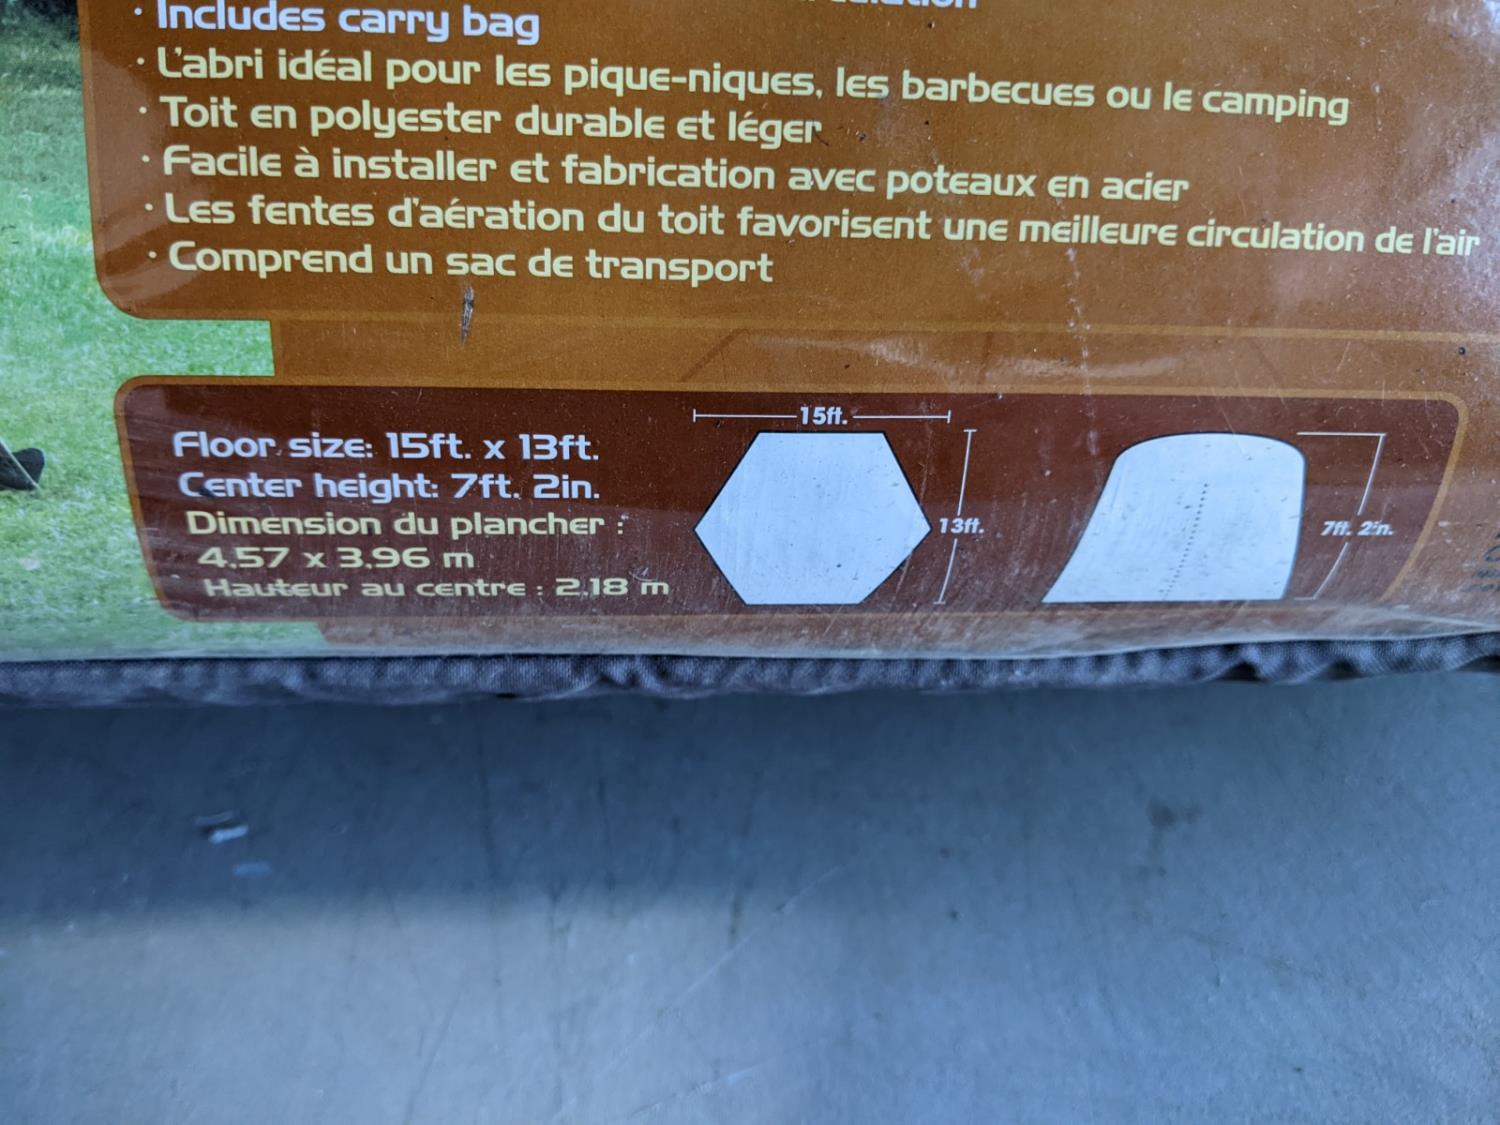 · Includes carry bag
· L'abri idéal pour les pique-niques, les barbecues ou le camping
· Toit en polyester durable et léger
· Facile à installer et fabrication avec poteaux en acier
· Les fentes d'aération du toit favorisent une meilleure circulation de l'air
· Comprend un sac de transport
Floor size: 15ft. x 13ft.
Center height: 7ft. 2in.
Dimension du plancher :
4.57 x 3.96 m
Hauteur au centre : 2.18 m
15ft.
13ft.
7ft. 2in.